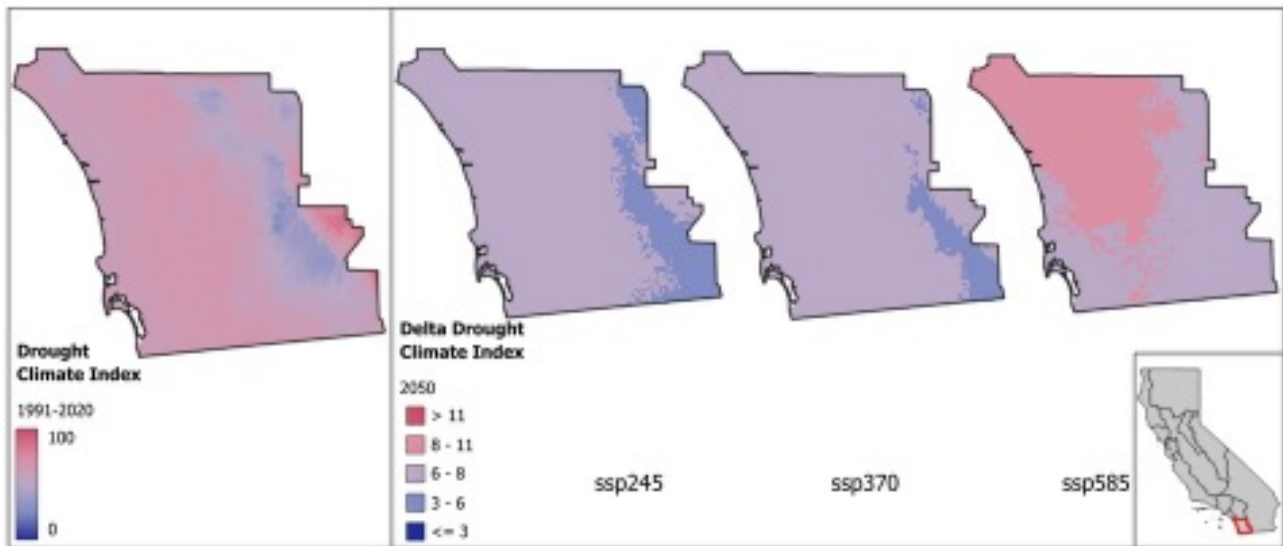 Drought
Climate Index
1991-2020
100
0
Delta Drought
Climate Index
2050
> 11
8 - 11
6 - 8
3 - 6
<= 3
ssp245
ssp370
ssp585